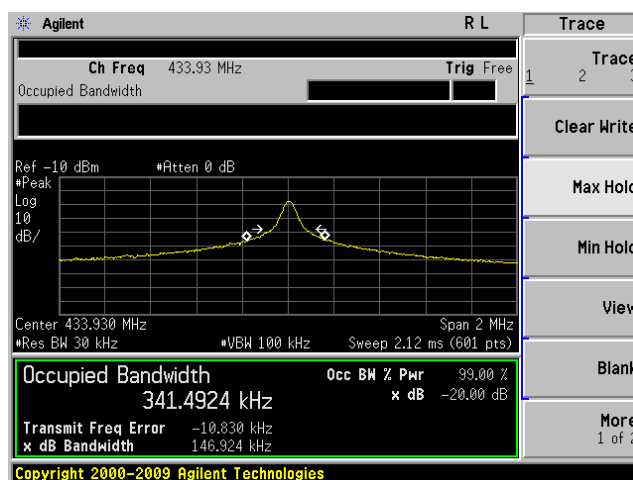 Agilent R L Trace
Ch Freq 433.93 MHz Trig Free
Occupied Bandwidth
Trace
1 2
Clear Write
Max Hold
Min Hold
View
Blank
More
1 of 2
Ref -10 dBm #Atten 0 dB
#Peak
Log
10
dB/
Center 433.930 MHz Span 2 MHz
#Res BW 30 kHz #VBW 100 kHz Sweep 2.12 ms (601 pts)
Occupied Bandwidth Occ BW % Pwr 99.00 %
341.4924 kHz x dB -20.00 dB
Transmit Freq Error -10.830 kHz
x dB Bandwidth 146.924 kHz
Copyright 2000-2009 Agilent Technologies